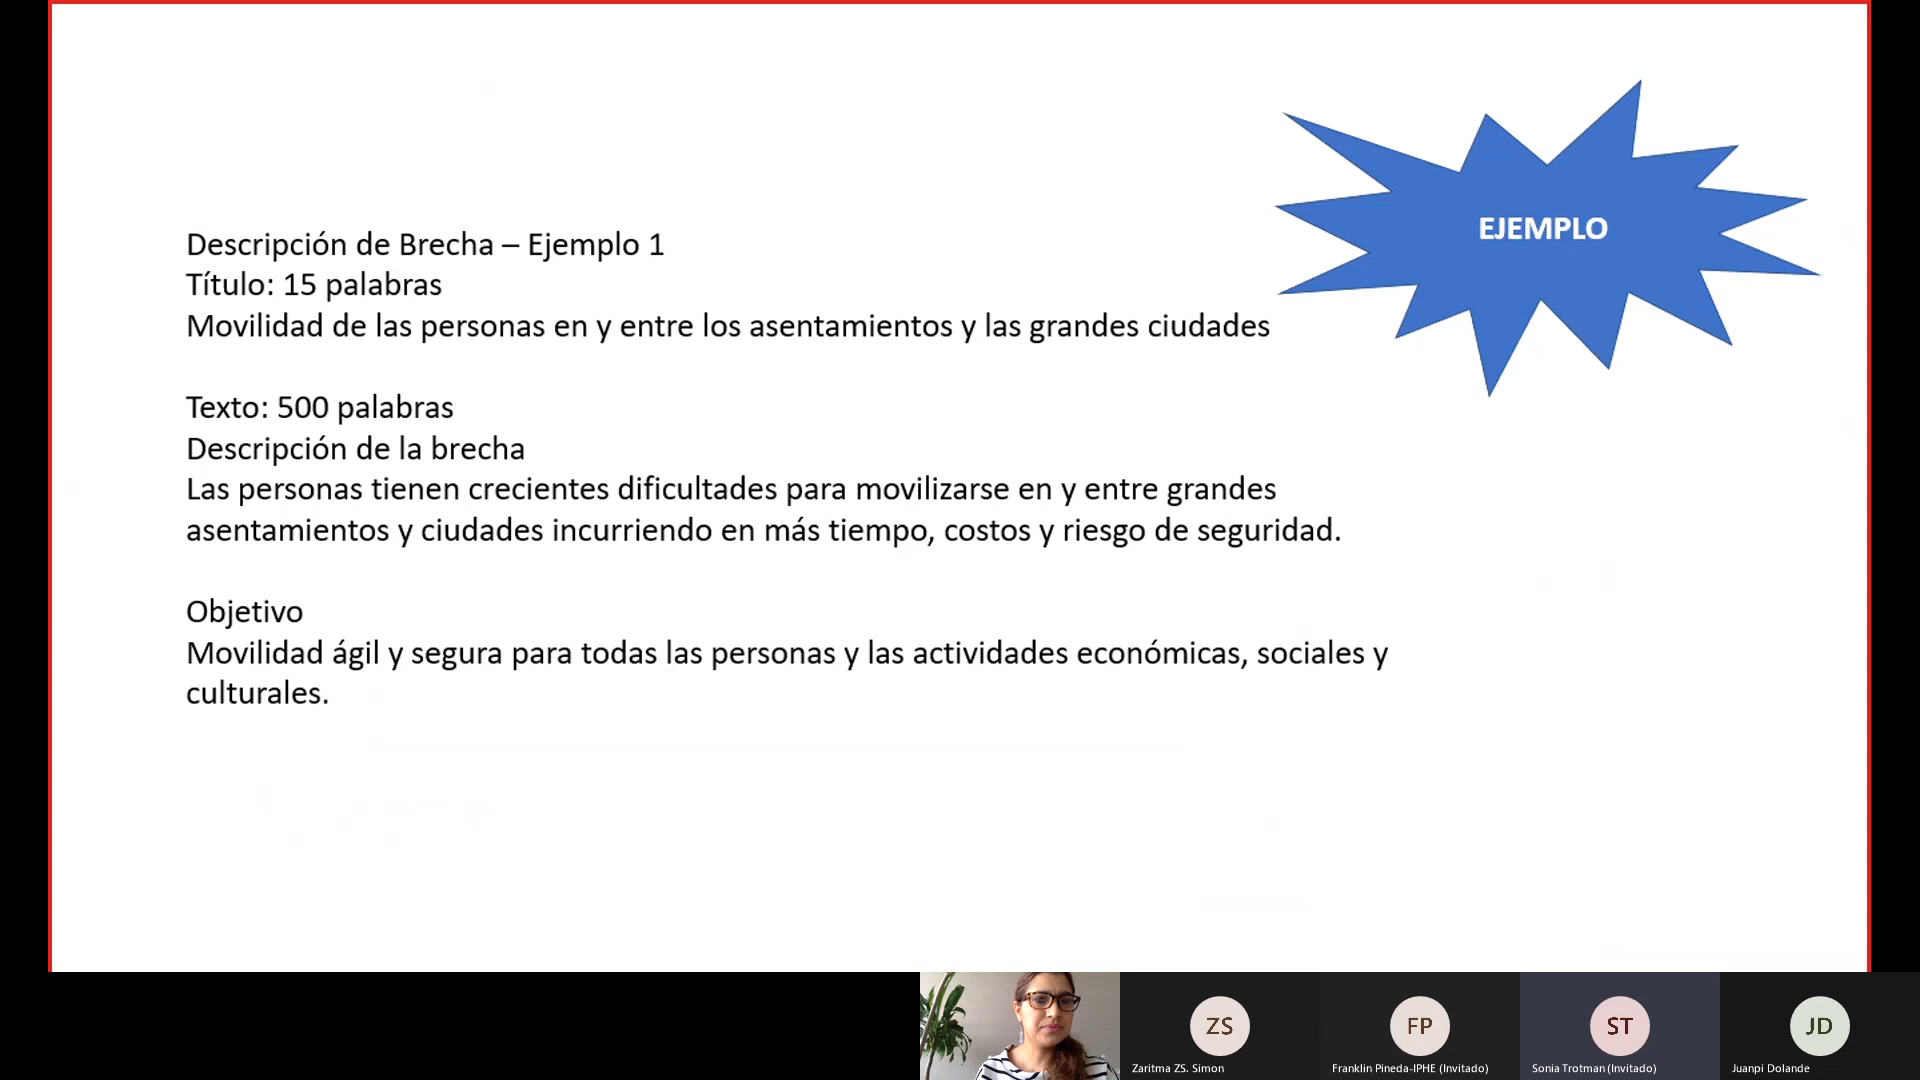 EJEMPLO
Descripción de Brecha – Ejemplo 1
Título: 15 palabras
Movilidad de las personas en y entre los asentamientos y las grandes ciudades
Texto: 500 palabras
Descripción de la brecha
Las personas tienen crecientes dificultades para movilizarse en y entre grandes
asentamientos y ciudades incurriendo en más tiempo, costos y riesgo de seguridad.
Objetivo
Movilidad ágil y segura para todas las personas y las actividades económicas, sociales y
culturales.
ZS
FP
ST
JD
Zaritma ZS. Simon
Franklin Pineda-IPHE (Invitado)
Sonia Trotman (Invitado)
Juanpi Dolande